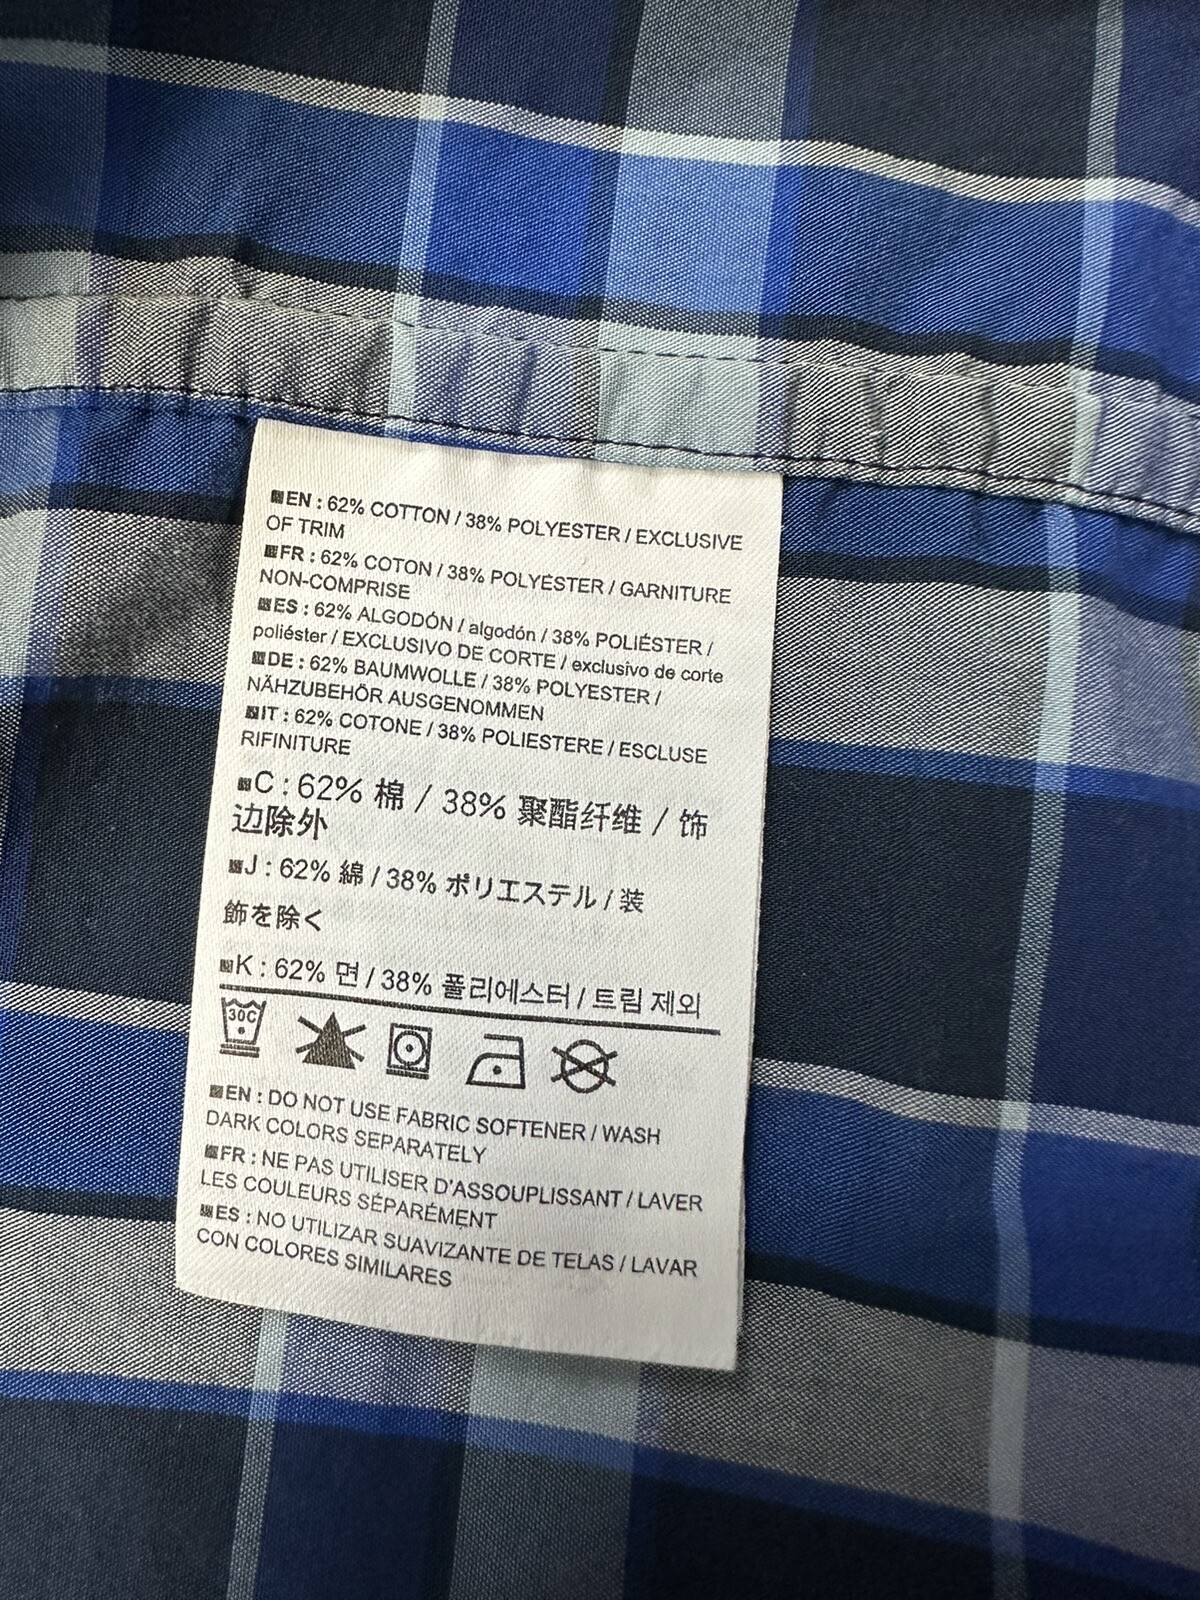 EN : 62% COTTON / 38% POLYESTER / EXCLUSIVE
OF TRIM
FR : 62% COTON / 38% POLYESTER / GARNITURE
NON-COMPRISE
ES : 62% ALGODÓN / algodón / 38% POLIÉSTER /
poliéster / EXCLUSIVO DE CORTE / exclusivo de corte
DE : 62% BAUMWOLLE / 38% POLYESTER /
NÄHZUBEHÖR AUSGENOMMEN
IT : 62% COTONE / 38% POLIESTERE / ESCLUSE
RIFINITURE
C : 62% 棉 / 38% 聚酯纤维 / 饰
边除外
J : 62% 綿 / 38% ポリエステル / 装
飾を除く
K : 62% 면 / 38% 폴리에스터 / 트림 제외
30C
EN : DO NOT USE FABRIC SOFTENER / WASH
DARK COLORS SEPARATELY
FR : NE PAS UTILISER D'ASSOUPLISSANT / LAVER
LES COULEURS SÉPARÉMENT
ES : NO UTILIZAR SUAVIZANTE DE TELAS / LAVAR
CON COLORES SIMILARES